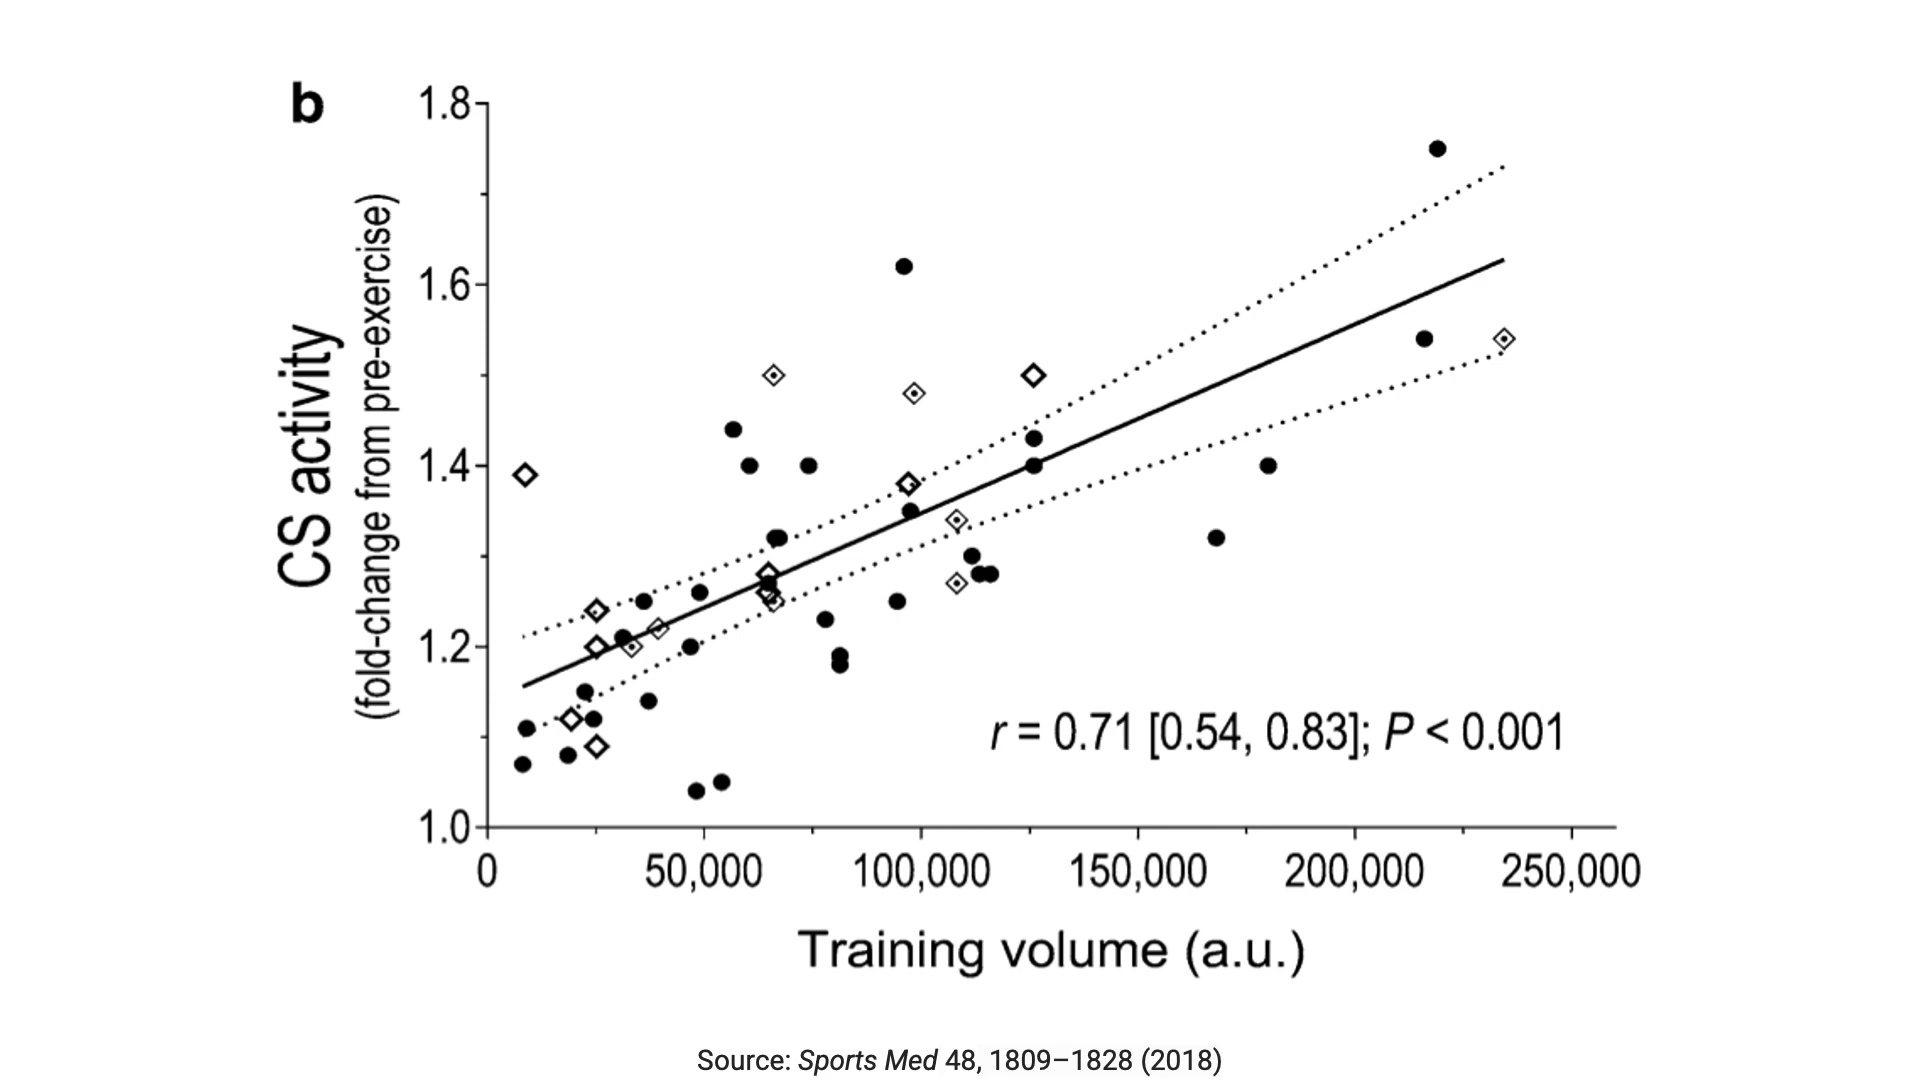 b
1.8
1.6
1.4
1.2
1.0
CS activity
(fold-change from pre-exercise)
r = 0.71 [0.54, 0.83]; P < 0.001
0 50,000 100,000 150,000 200,000 250,000
Training volume (a.u.)
Source: Sports Med 48, 1809–1828 (2018)